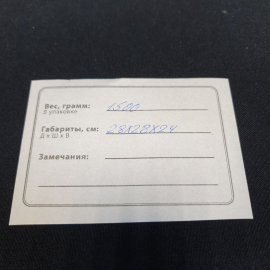 Вес, грамм: 1500
В упаковке
Габариты, см: 28х28х24
Д х Ш х В
Замечания: